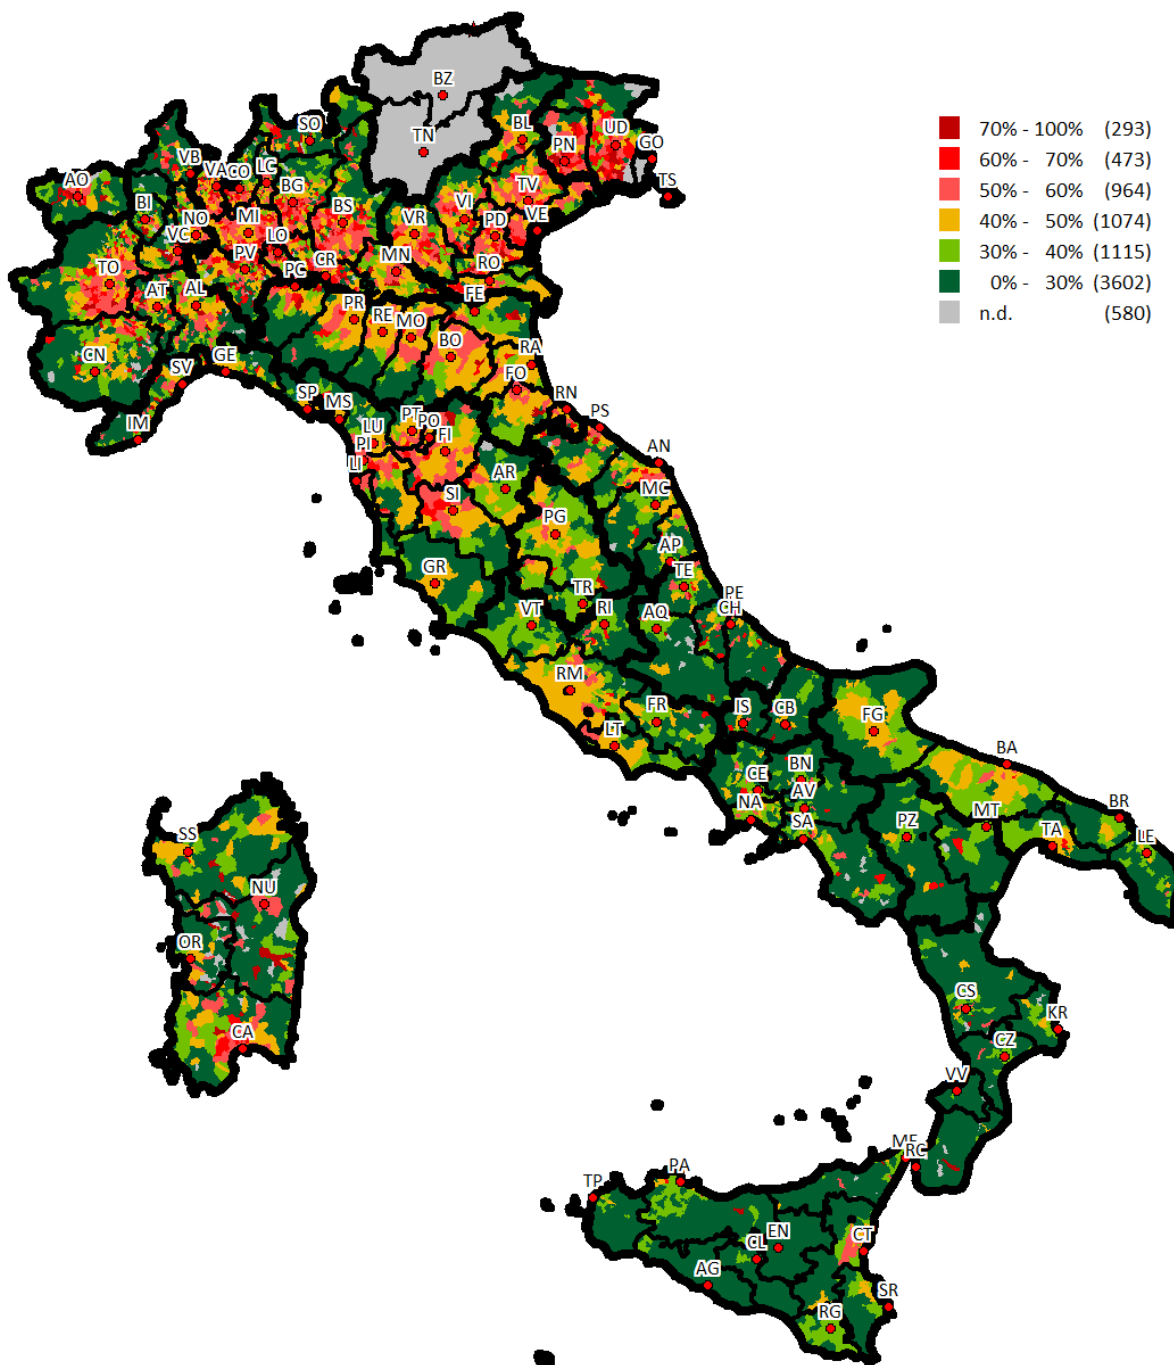 BZ
TN
SO
BL
UD
PN
GO
TS
VB
VA
CO
LC
BG
AO
BI
NO
MI
BS
VR
VI
TV
PD
VE
VC
LO
PV
CR
MN
RO
TO
PC
AT
AL
PR
RE
MO
FE
BO
RA
CN
SV
GE
FO
SP
MS
RN
PS
IM
LU
PT
PO
FI
PI
LI
AR
AN
SI
MC
PG
AP
TE
GR
TR
VT
RI
AQ
PE
CH
RM
FR
LT
IS
CB
FG
CE
BN
BA
NA
AV
SA
PZ
MT
TA
BR
LE
SS
NU
OR
CA
CS
KR
CZ
VV
RC
TP
PA
EN
CL
CT
AG
SR
RG
70% - 100% (293)
60% - 70% (473)
50% - 60% (964)
40% - 50% (1074)
30% - 40% (1115)
0% - 30% (3602)
n.d. (580)